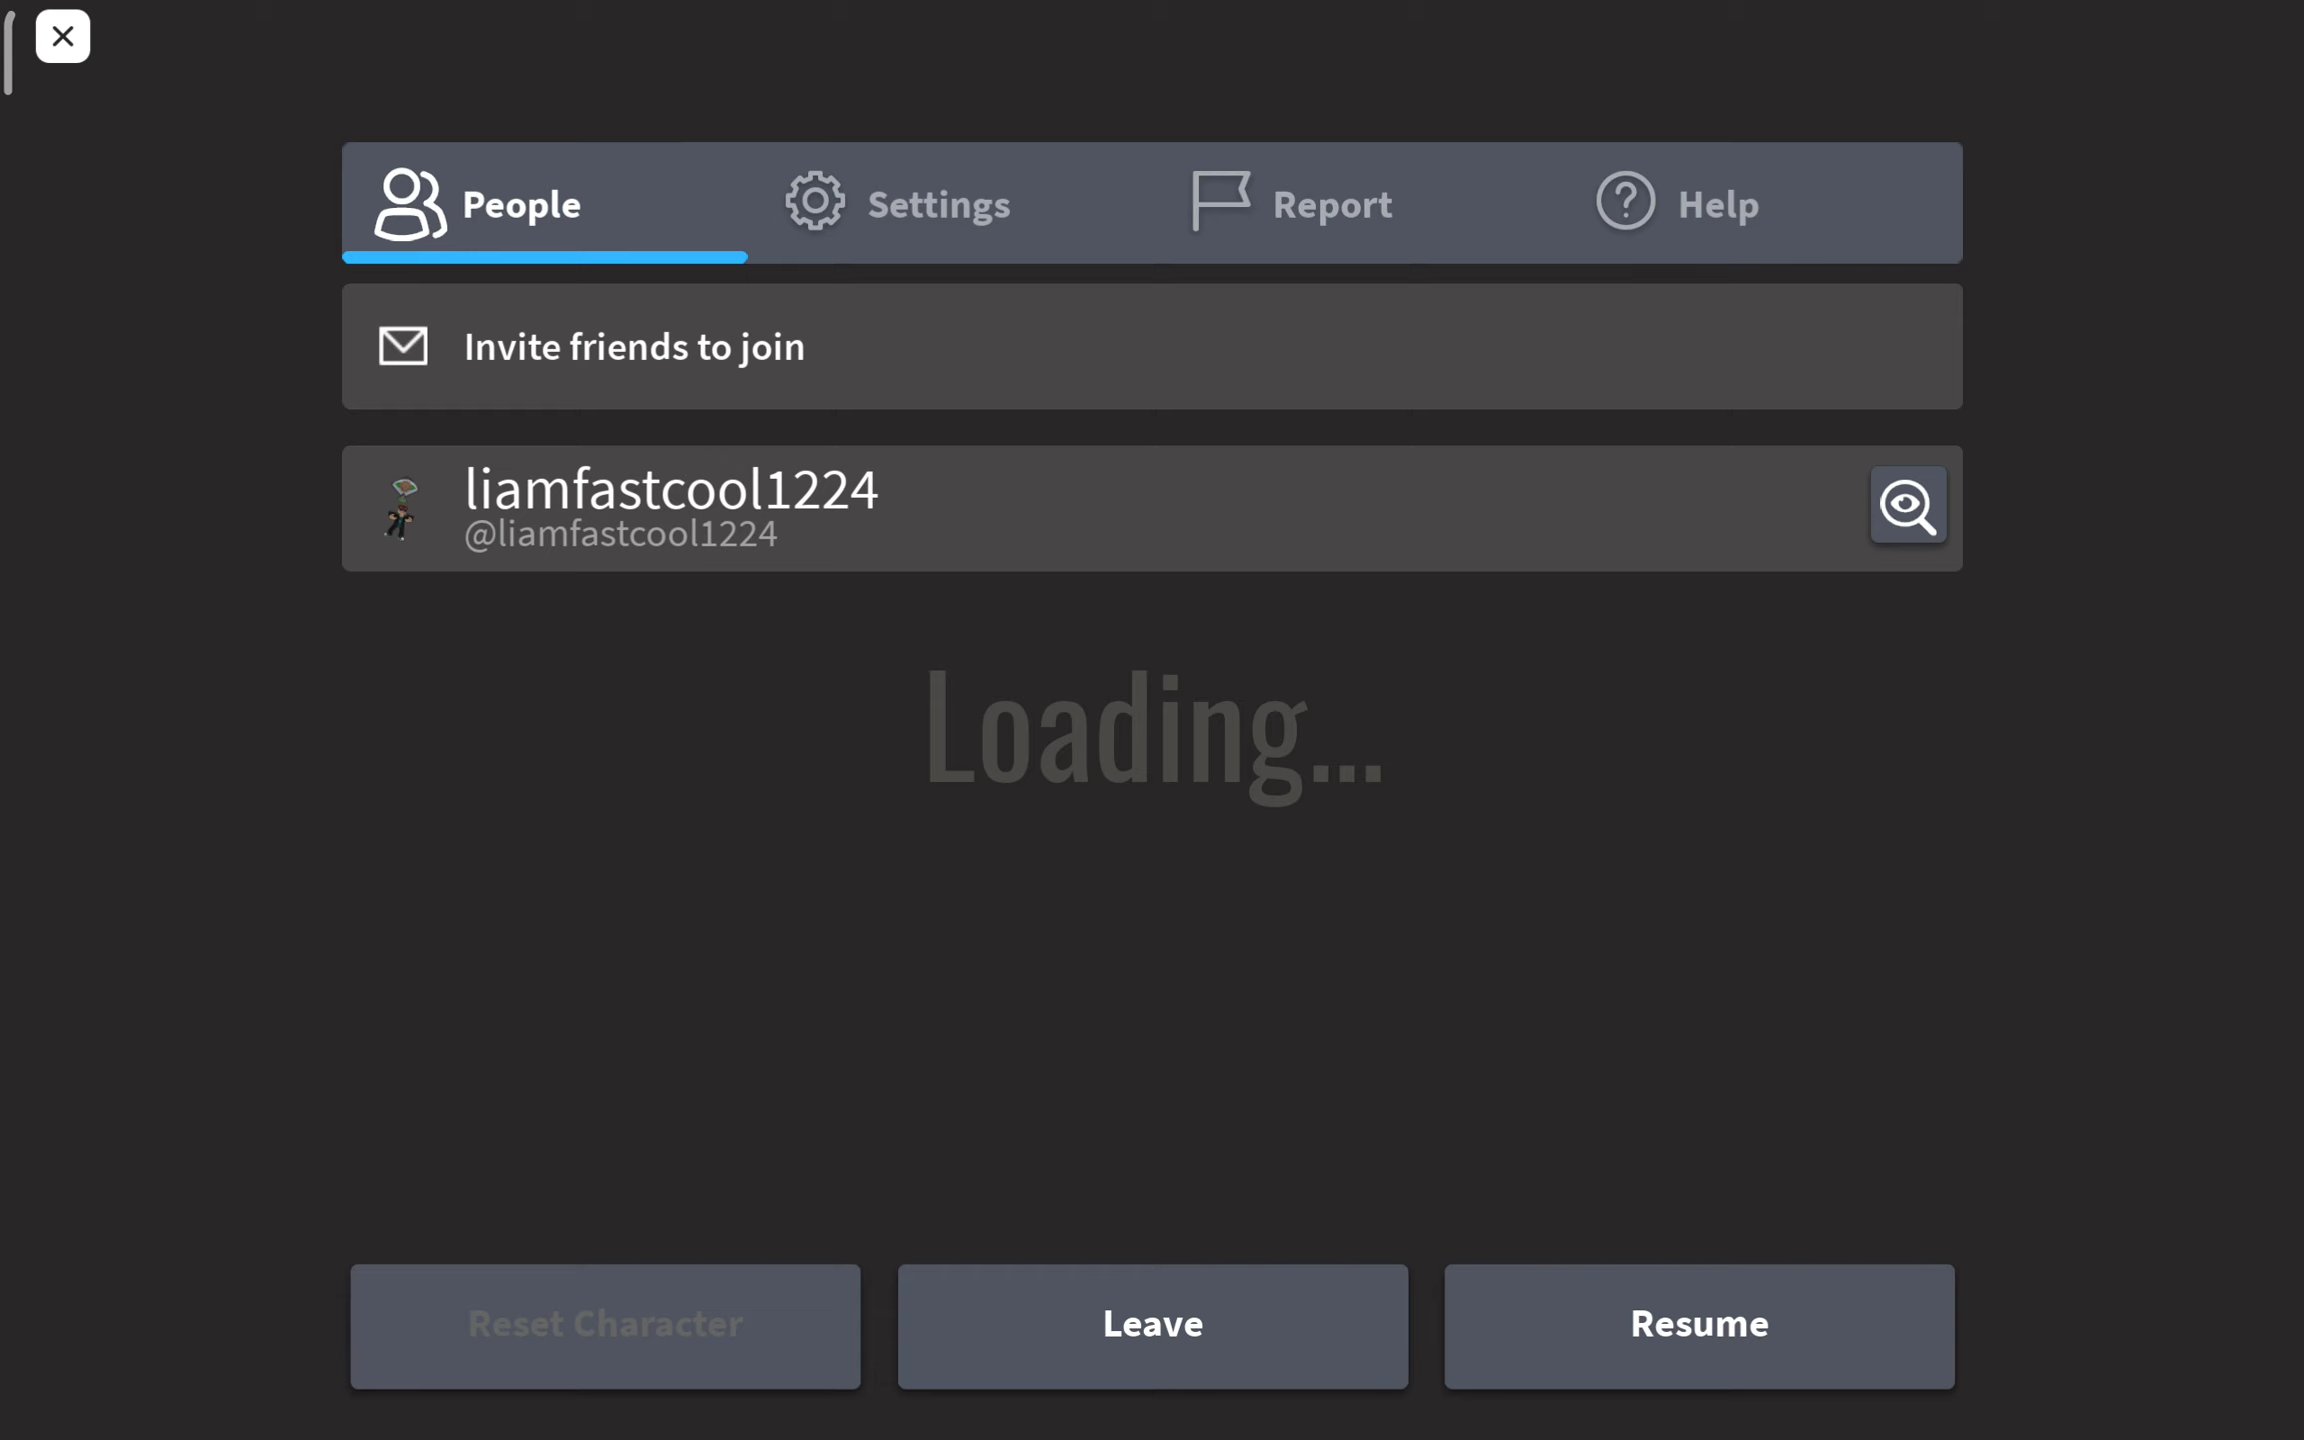 People
Settings
Report
Help
Invite friends to join
liamfastcool1224
@liamfastcool1224
Loading...
Reset Character
Leave
Resume